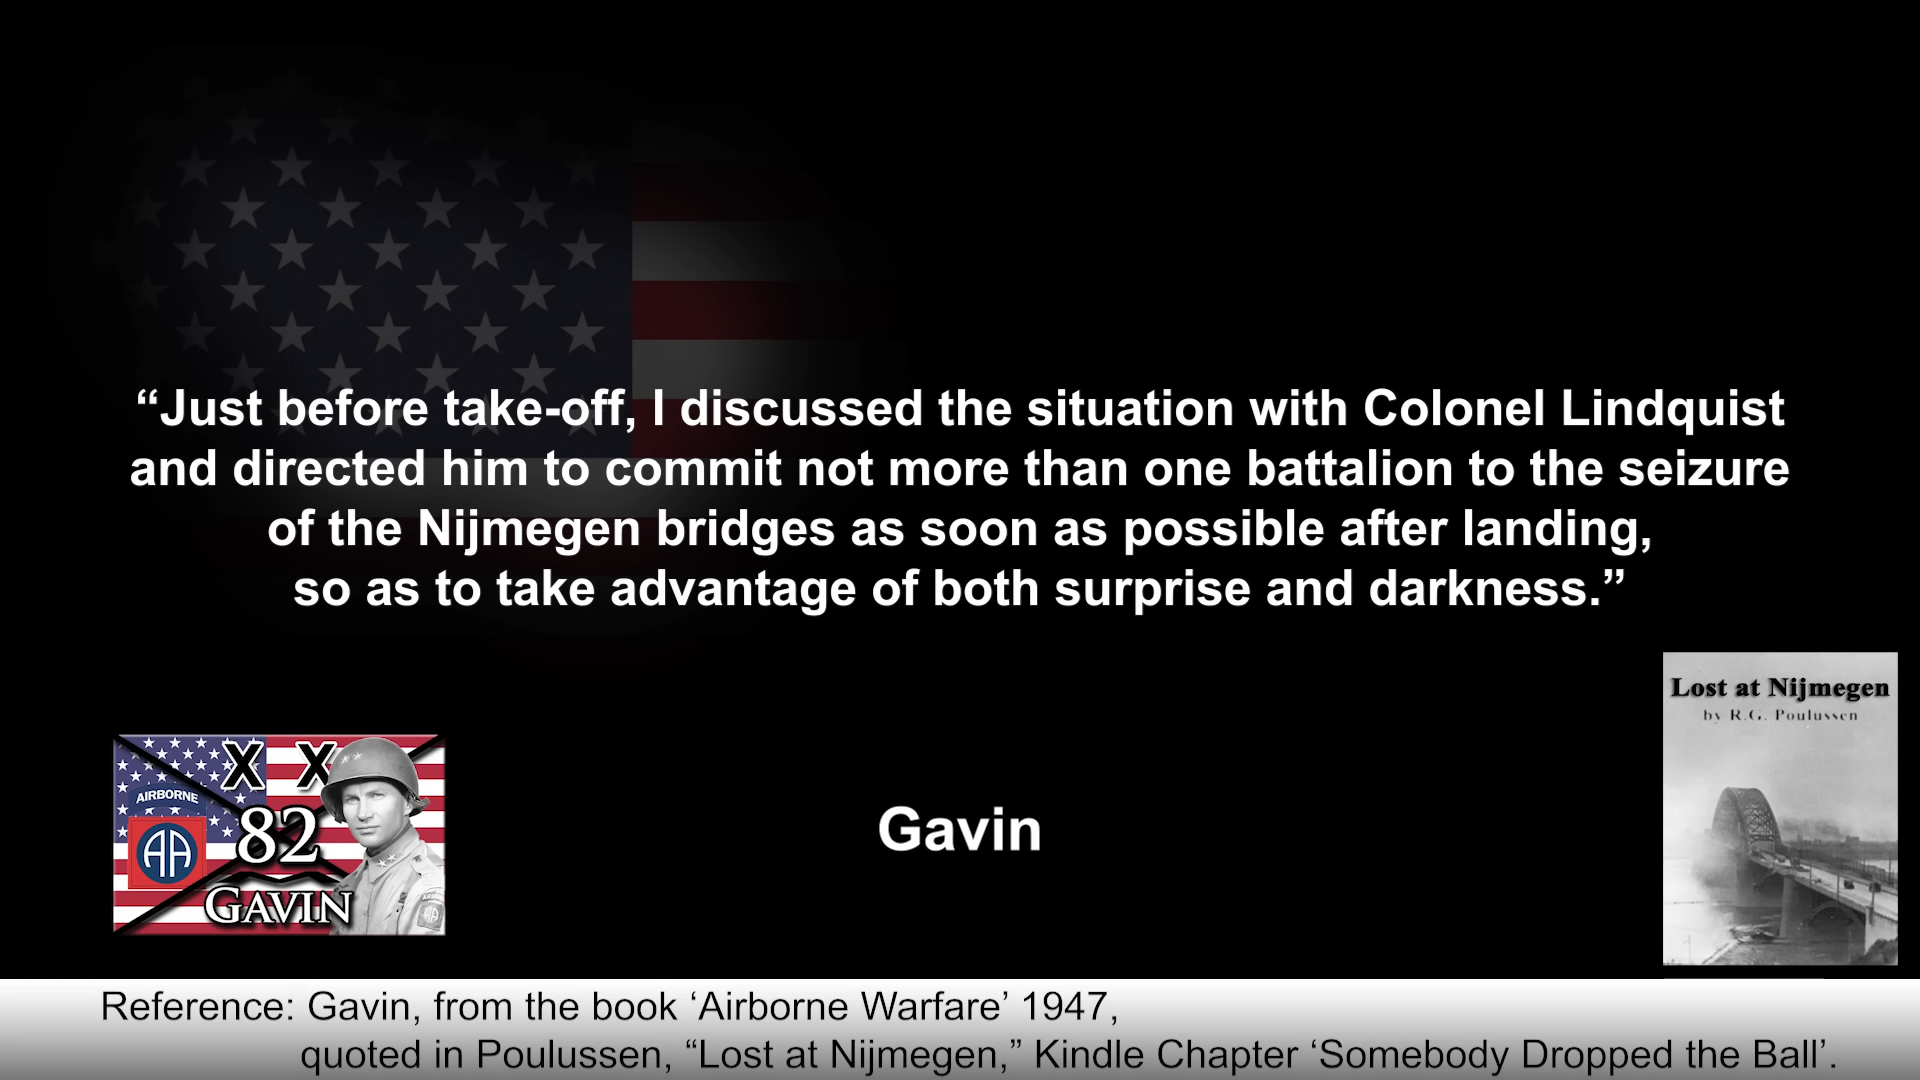 “Just before take-off, I discussed the situation with Colonel Lindquist
and directed him to commit not more than one battalion to the seizure
of the Nijmegen bridges as soon as possible after landing,
so as to take advantage of both surprise and darkness.”
Lost at Nijmegen
by R.G. Poulussen
X X
AIRBORNE
AA
82
GAVIN
AIRBORNE
AA
Gavin
Reference: Gavin, from the book ‘Airborne Warfare’ 1947,
quoted in Poulussen, “Lost at Nijmegen,” Kindle Chapter ‘Somebody Dropped the Ball’.